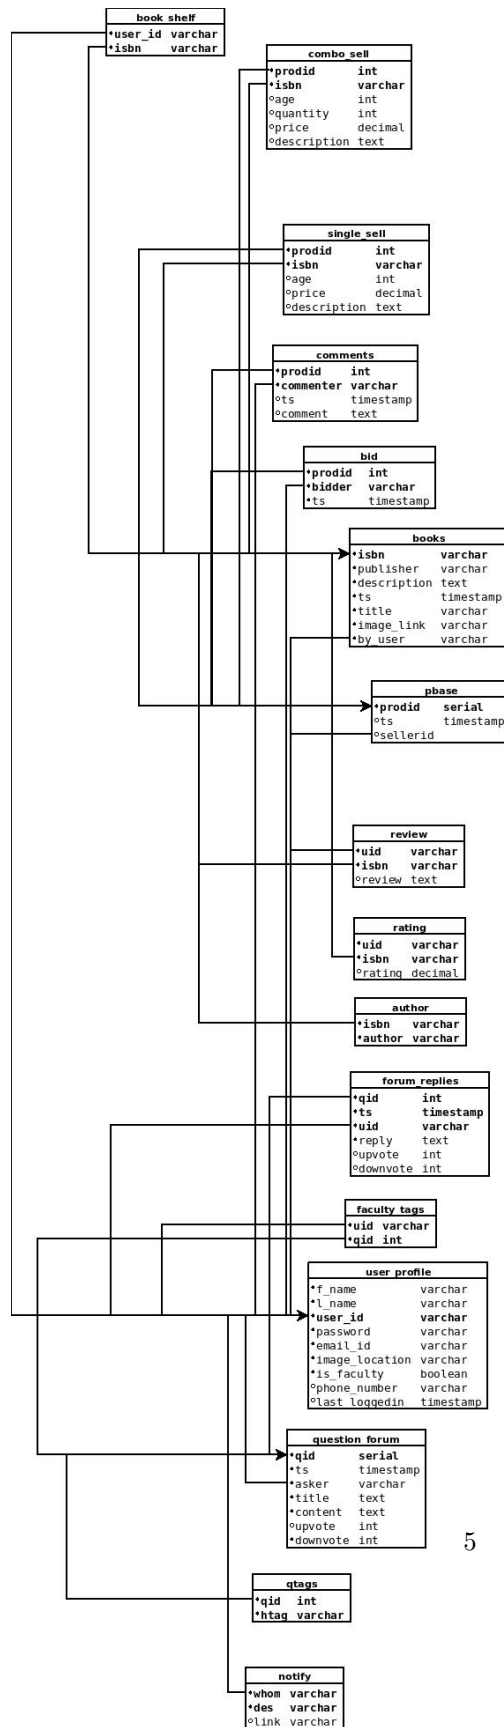 book_shelf
user_id varchar
isbn varchar
combo_sell
prodid int
isbn varchar
age int
quantity int
price decimal
description text
single_sell
prodid int
isbn varchar
age int
price decimal
description text
comments
prodid int
commenter varchar
ts timestamp
comment text
bid
prodid int
bidder varchar
ts timestamp
books
isbn varchar
publisher varchar
description text
ts timestamp
title varchar
image_link varchar
by_user varchar
pbase
prodid serial
ts timestamp
sellerid
review
uid varchar
isbn varchar
review text
rating
uid varchar
isbn varchar
rating decimal
author
isbn varchar
author varchar
forum_replies
qid int
ts timestamp
uid varchar
reply text
upvote int
downvote int
faculty_tags
uid varchar
qid int
user_profile
f_name varchar
l_name varchar
user_id varchar
password varchar
email_id varchar
image_location varchar
is_faculty boolean
phone_number varchar
last_loggedin timestamp
question_forum
qid serial
ts timestamp
asker varchar
title text
content text
upvote int
downvote int
5
qtags
qid int
htag varchar
notify
whom varchar
des varchar
link varchar